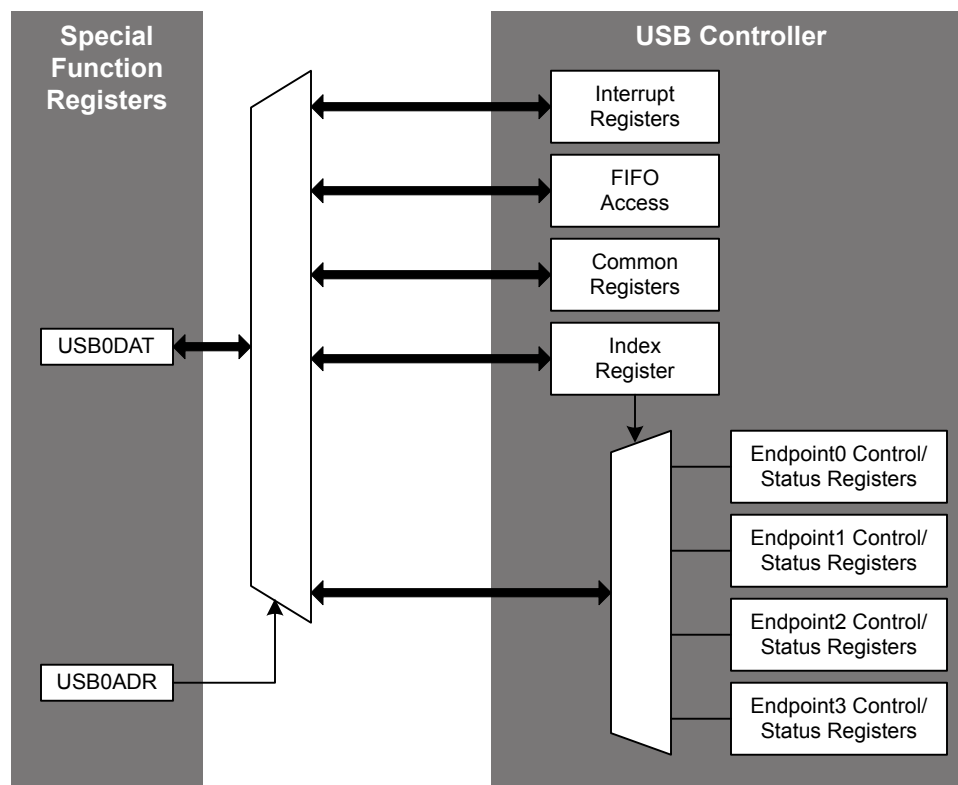 Special
Function
Registers
USB Controller
Interrupt
Registers
FIFO
Access
Common
Registers
USB0DAT
Index
Register
Endpoint0 Control/
Status Registers
Endpoint1 Control/
Status Registers
Endpoint2 Control/
Status Registers
USB0ADR
Endpoint3 Control/
Status Registers